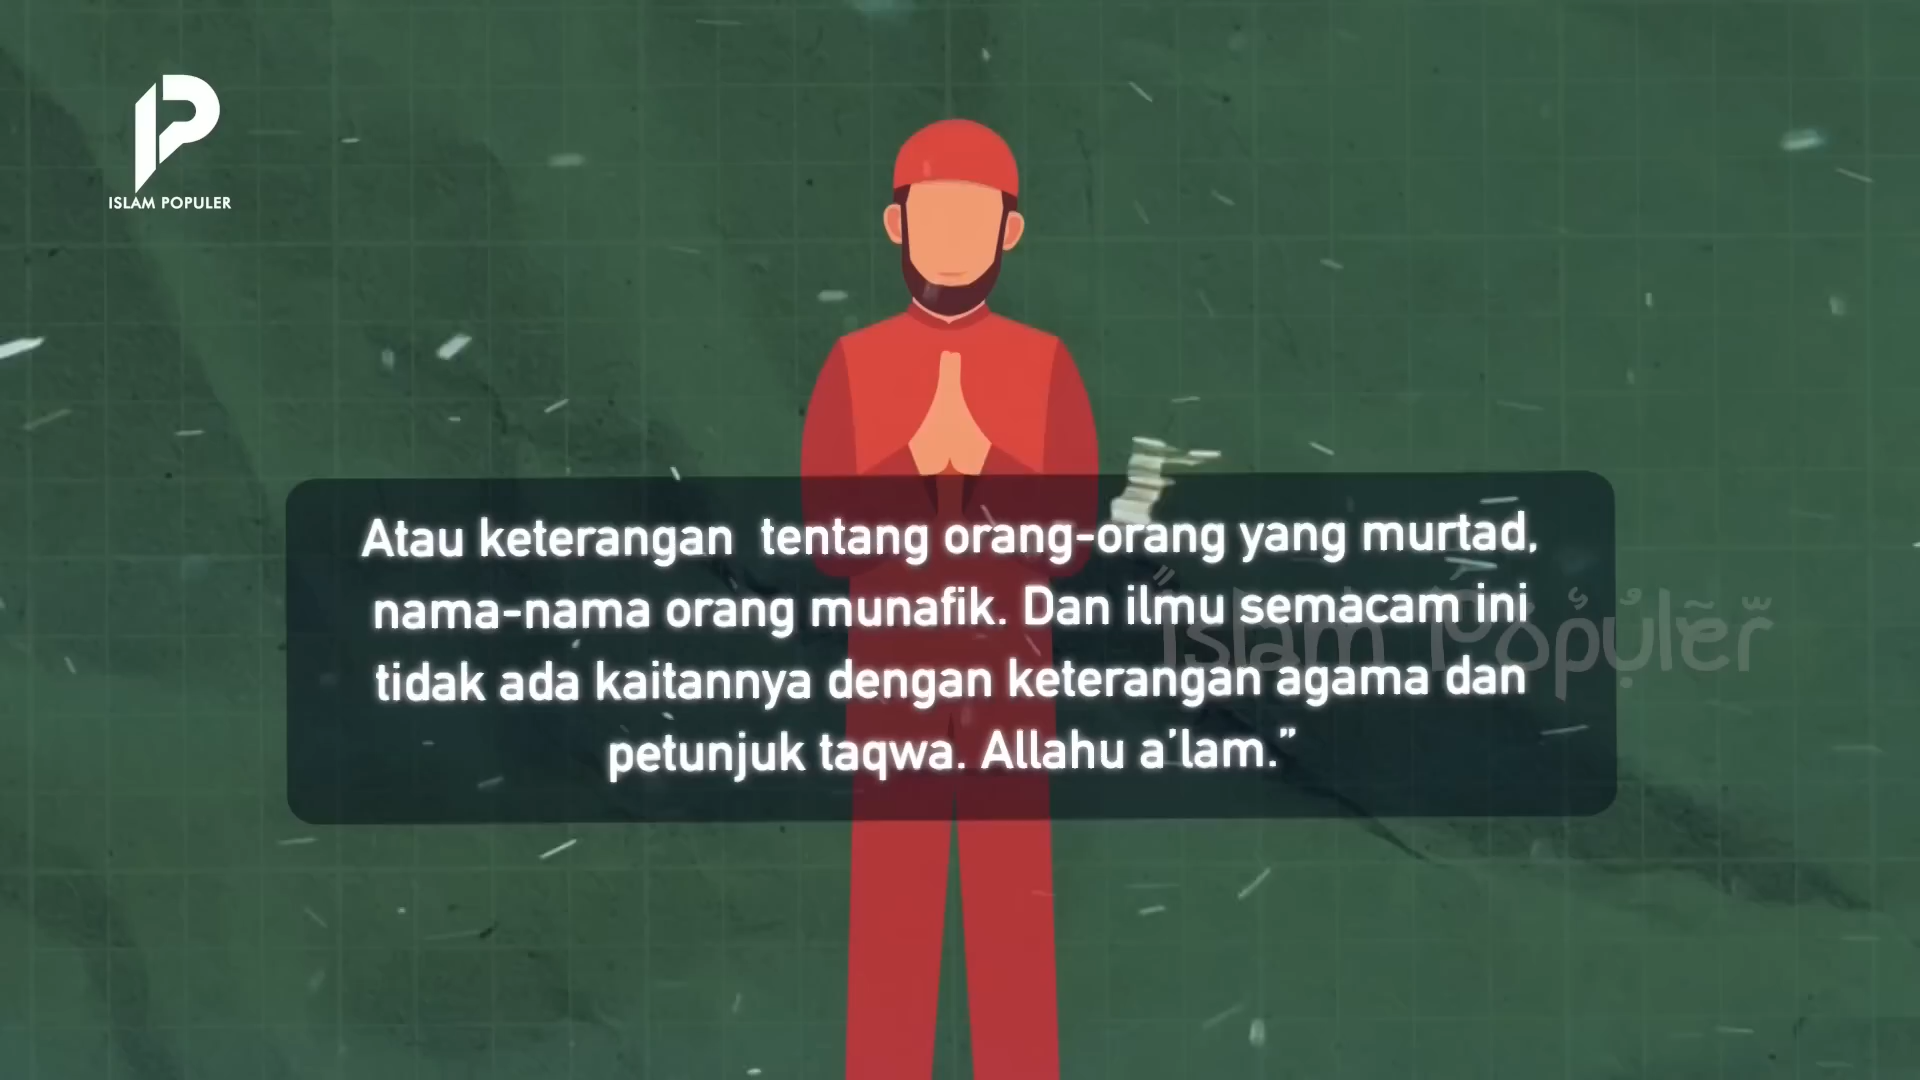 ISLAM POPULER
Atau keterangan tentang orang-orang yang murtad,
nama-nama orang munafik. Dan ilmu semacam ini
tidak ada kaitannya dengan keterangan agama dan
petunjuk taqwa. Allahu a'lam.”
Islam Populer